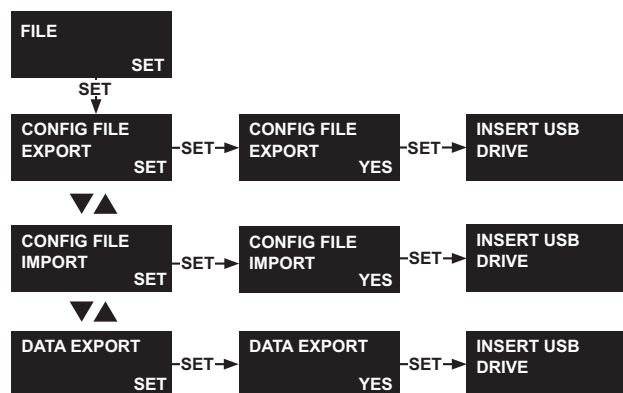 FILE
SET
SET
CONFIG FILE
EXPORT
SET
SET
CONFIG FILE
EXPORT
YES
SET
INSERT USB
DRIVE
CONFIG FILE
IMPORT
SET
SET
CONFIG FILE
IMPORT
YES
SET
INSERT USB
DRIVE
DATA EXPORT
SET
SET
DATA EXPORT
YES
SET
INSERT USB
DRIVE